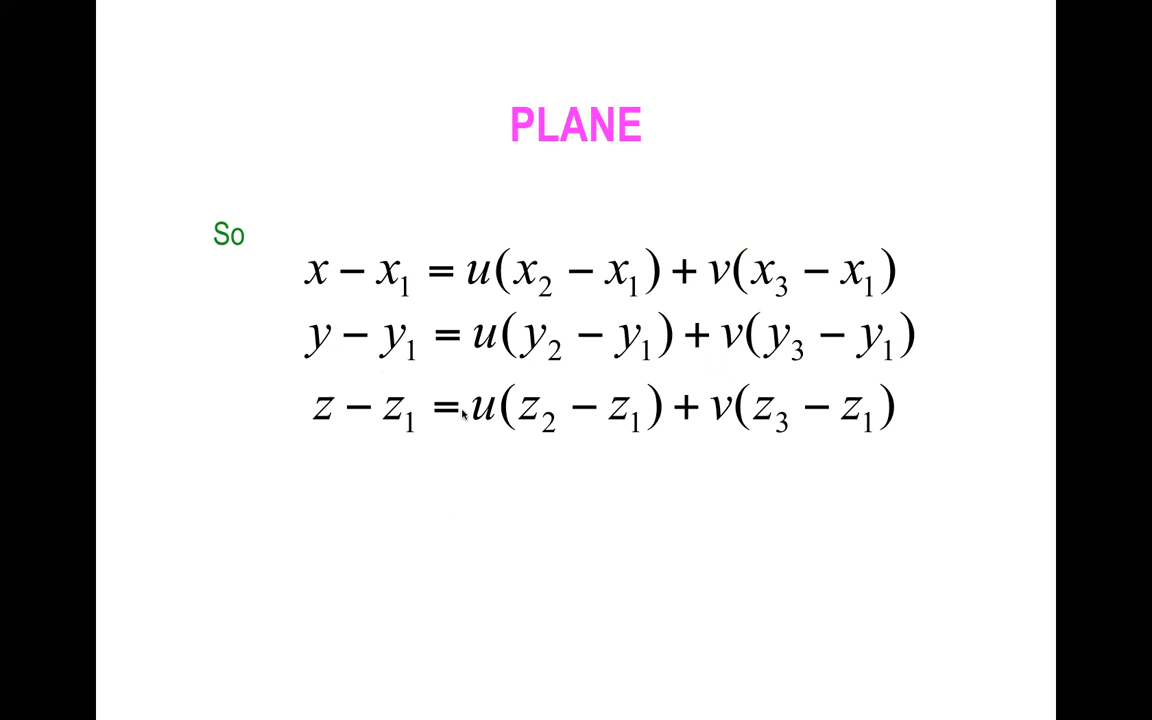 PLANE
So
x − x₁ = u(x₂ − x₁) + v(x₃ − x₁)
y − y₁ = u(y₂ − y₁) + v(y₃ − y₁)
z − z₁ = u(z₂ − z₁) + v(z₃ − z₁)